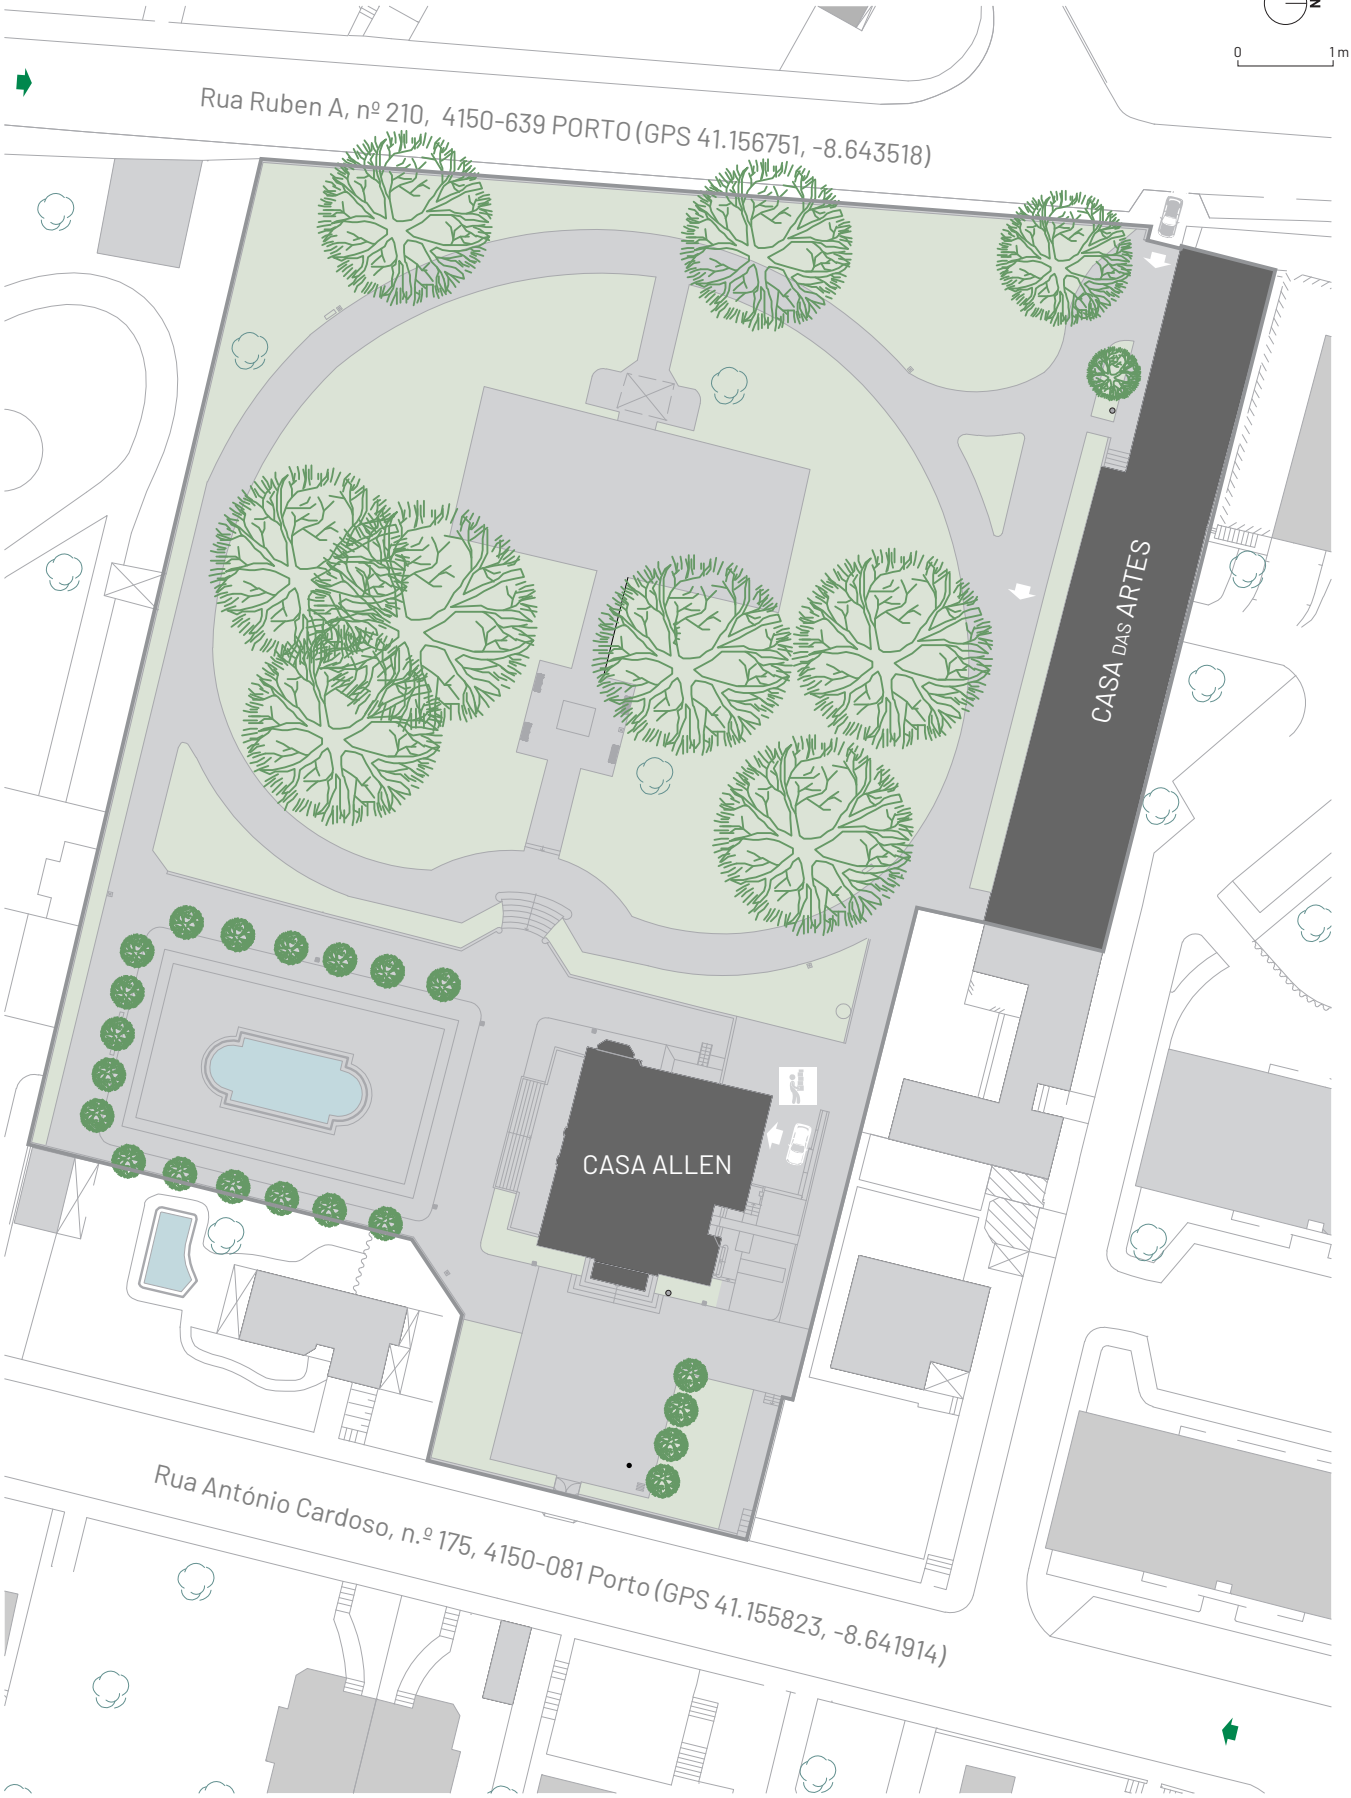 N
0 1 m
Rua Ruben A, nº 210, 4150-639 PORTO (GPS 41.156751, -8.643518)
CASA DAS ARTES
CASA ALLEN
Rua António Cardoso, n.º 175, 4150-081 Porto (GPS 41.155823, -8.641914)